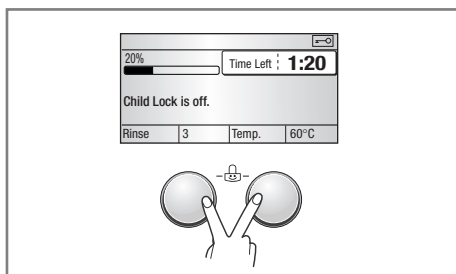 20%
Time Left 1:20
Child Lock is off.
Rinse 3 Temp. 60°C